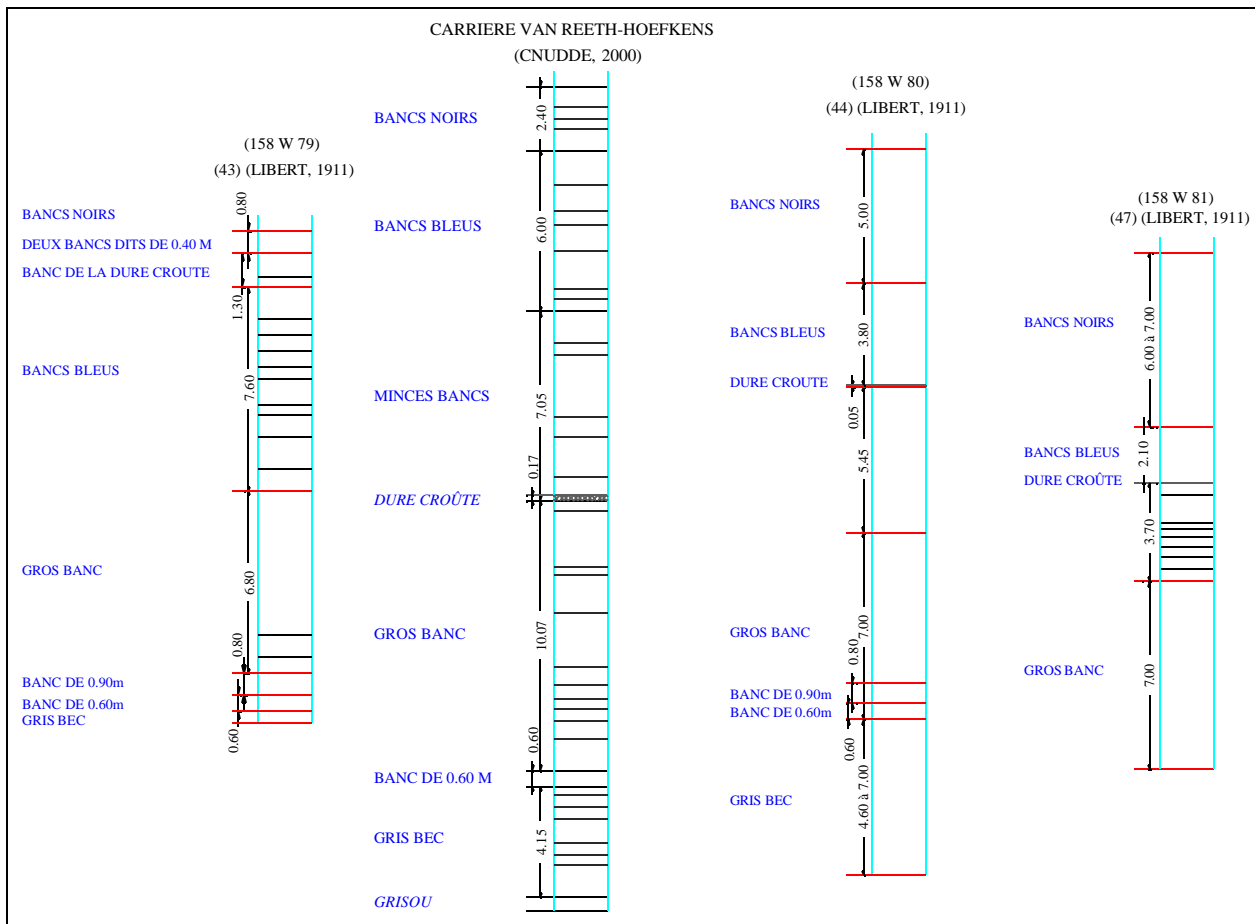 CARRIERE VAN REETH-HOEFKENS
(CNUDDE, 2000)
(158 W 79)
(43) (LIBERT, 1911)
BANCS NOIRS
0.80
DEUX BANCS DITS DE 0.40 M
BANC DE LA DURE CROUTE
1.30
BANCS BLEUS
7.60
GROS BANC
6.80
0.80
BANC DE 0.90m
BANC DE 0.60m
GRIS BEC
0.60
BANCS NOIRS
2.40
BANCS BLEUS
6.00
MINCES BANCS
7.05
0.17
DURE CROÛTE
GROS BANC
10.07
0.60
BANC DE 0.60 M
GRIS BEC
4.15
GRISOU
(158 W 80)
(44) (LIBERT, 1911)
BANCS NOIRS
5.00
BANCS BLEUS
3.80
DURE CROUTE
0.05
5.45
GROS BANC
7.00
0.80
BANC DE 0.90m
BANC DE 0.60m
0.60
GRIS BEC
4.60 à 7.00
(158 W 81)
(47) (LIBERT, 1911)
BANCS NOIRS
6.00 à 7.00
BANCS BLEUS
2.10
DURE CROÛTE
3.70
GROS BANC
7.00